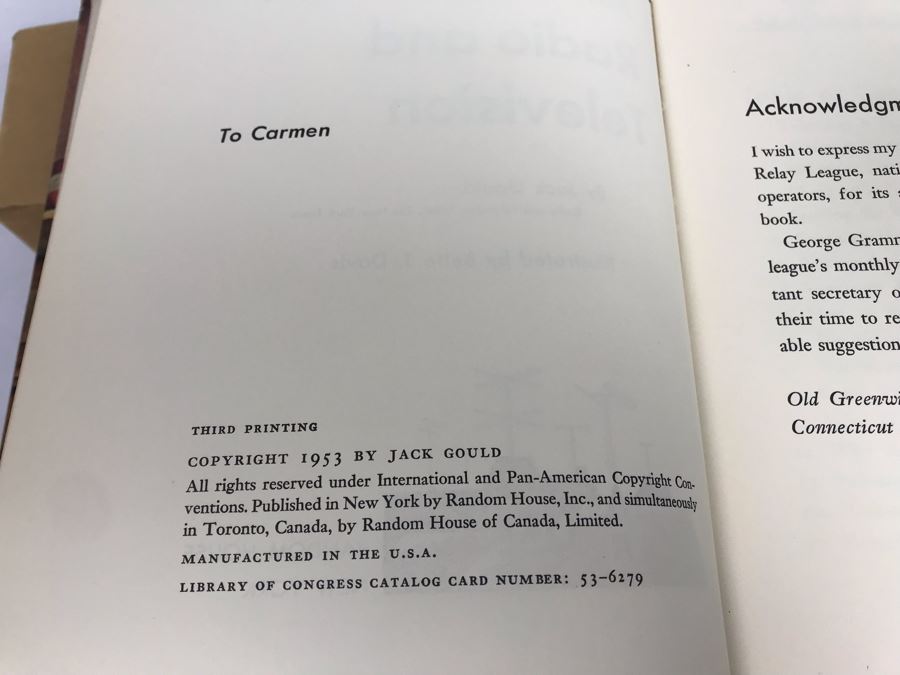 To Carmen
THIRD PRINTING
COPYRIGHT 1953 BY JACK GOULD
All rights reserved under International and Pan-American Copyright Con-
ventions. Published in New York by Random House, Inc., and simultaneously
in Toronto, Canada, by Random House of Canada, Limited.
MANUFACTURED IN THE U.S.A.
LIBRARY OF CONGRESS CATALOG CARD NUMBER: 53-6279
Acknowledgm
I wish to express my
Relay League, nati
operators, for its
book.
George Gramm
league's monthly
tant secretary o
their time to re
able suggestion
Old Greenwi
Connecticut